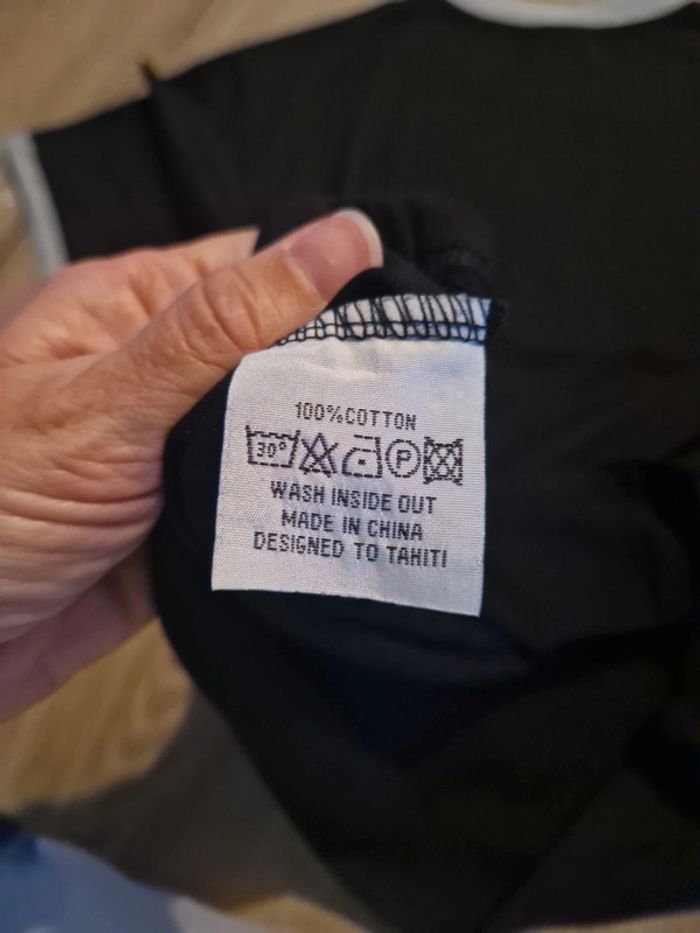 100%COTTON
30° P
WASH INSIDE OUT
MADE IN CHINA
DESIGNED TO TAHITI